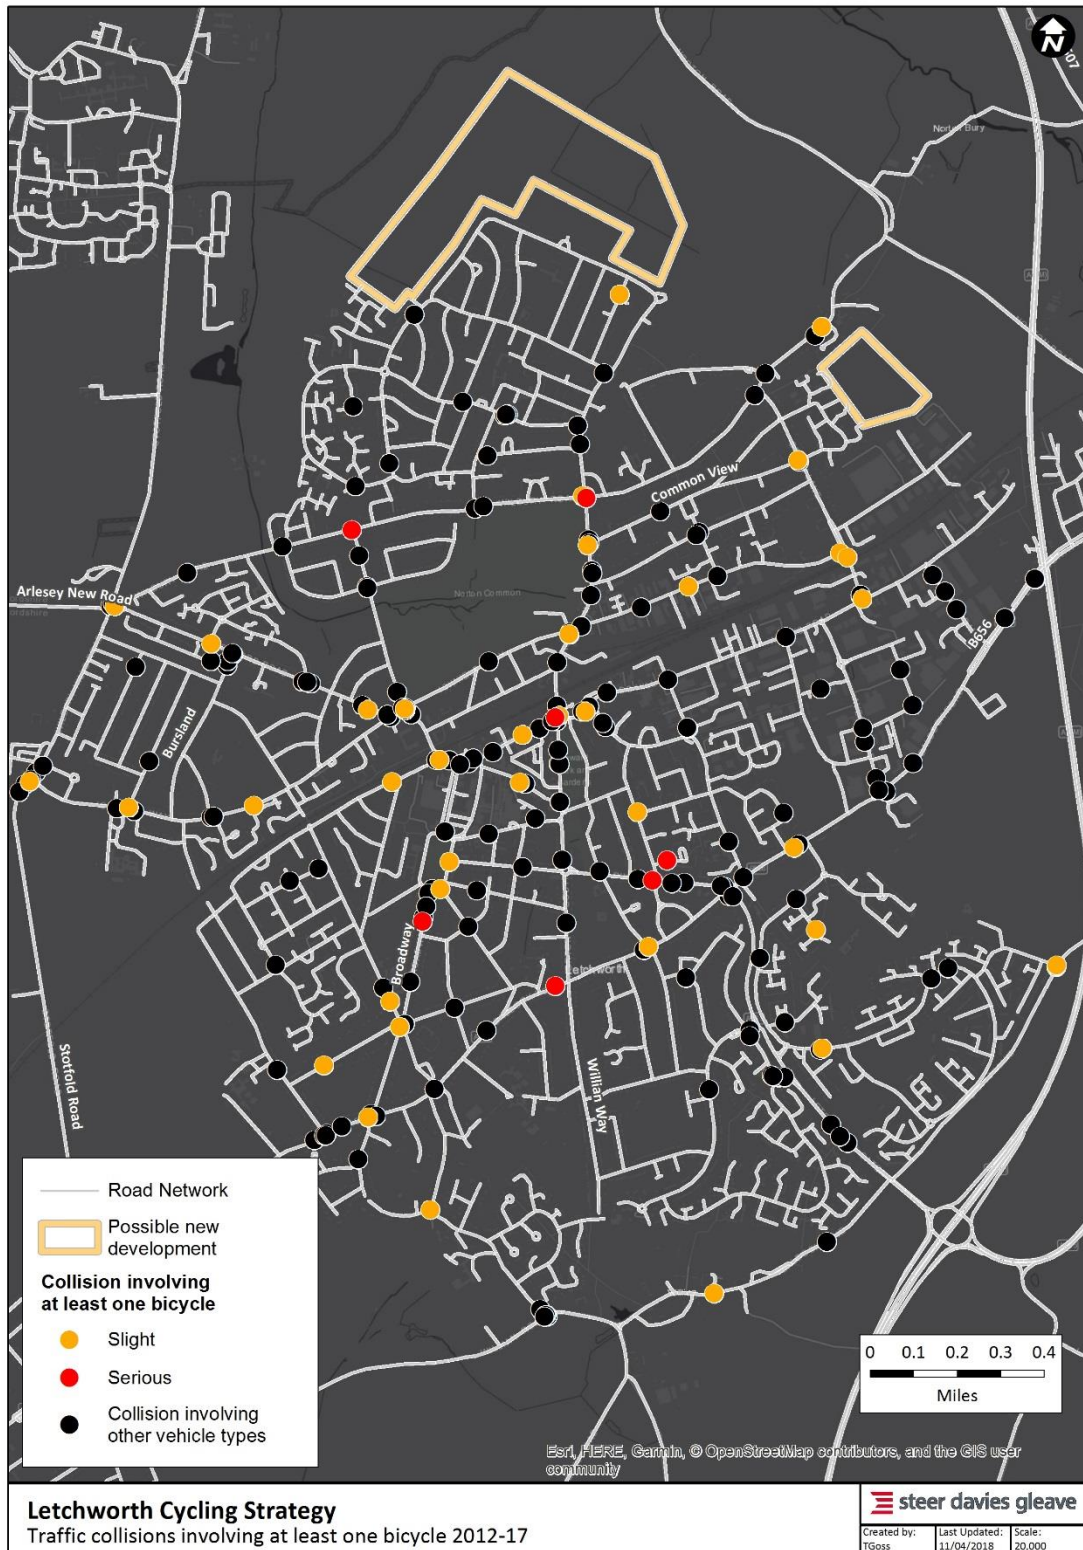 N
Norton Bury
Common View
Arlesey New Road
Norton Common
B656
Bursland
Broadway
Letchworth
Stotfold Road
Willian Way
Road Network
Possible new
development
Collision involving
at least one bicycle
Slight
Serious
Collision involving
other vehicle types
0 0.1 0.2 0.3 0.4
Miles
Esri, HERE, Garmin, © OpenStreetMap contributors, and the GIS user
community
Letchworth Cycling Strategy
Traffic collisions involving at least one bicycle 2012-17
steer davies gleave
Created by:
TGoss
Last Updated:
11/04/2018
Scale:
20.000